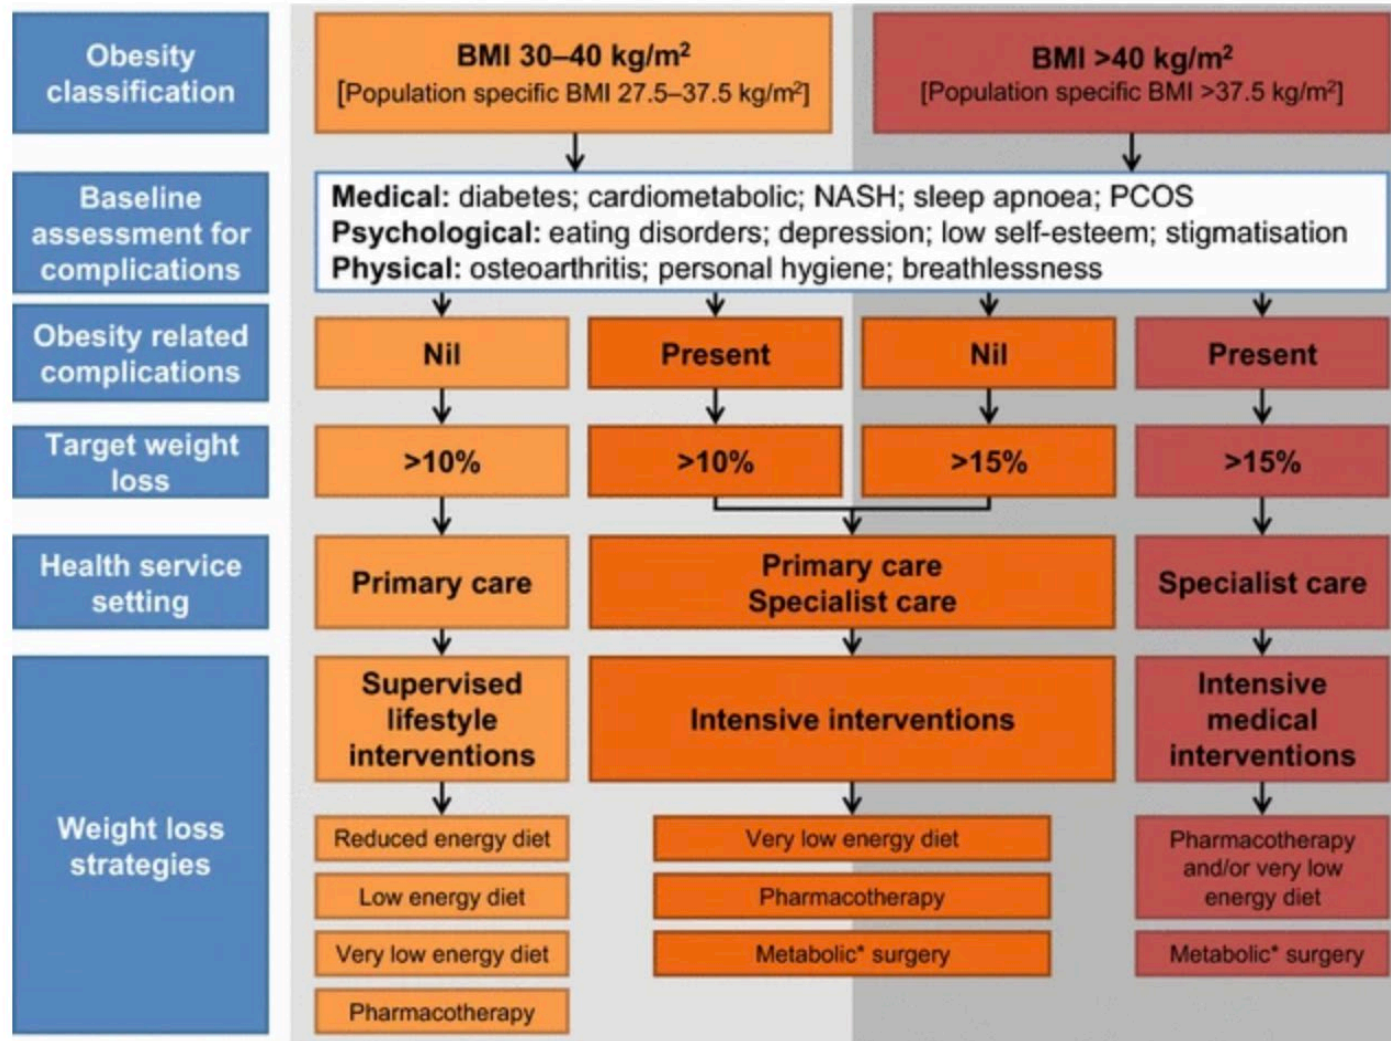 Obesity
classification
BMI 30–40 kg/m²
[Population specific BMI 27.5–37.5 kg/m²]
BMI >40 kg/m²
[Population specific BMI >37.5 kg/m²]
Baseline
assessment for
complications
Medical: diabetes; cardiometabolic; NASH; sleep apnoea; PCOS
Psychological: eating disorders; depression; low self-esteem; stigmatisation
Physical: osteoarthritis; personal hygiene; breathlessness
Obesity related
complications
Nil
Present
Nil
Present
Target weight
loss
>10%
>10%
>15%
>15%
Health service
setting
Primary care
Primary care
Specialist care
Specialist care
Weight loss
strategies
Supervised
lifestyle
interventions
Intensive interventions
Intensive
medical
interventions
Reduced energy diet
Low energy diet
Very low energy diet
Pharmacotherapy
Very low energy diet
Pharmacotherapy
Metabolic* surgery
Pharmacotherapy
and/or very low
energy diet
Metabolic* surgery